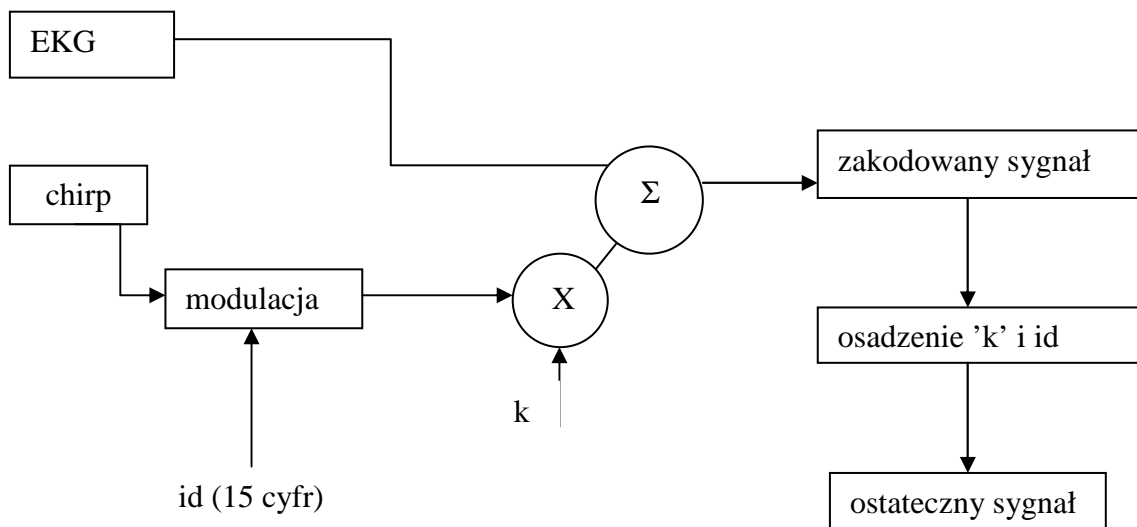 EKG
zakodowany sygnał
chirp
Σ
modulacja
X
osadzenie ’k’ i id
k
id (15 cyfr)
ostateczny sygnał